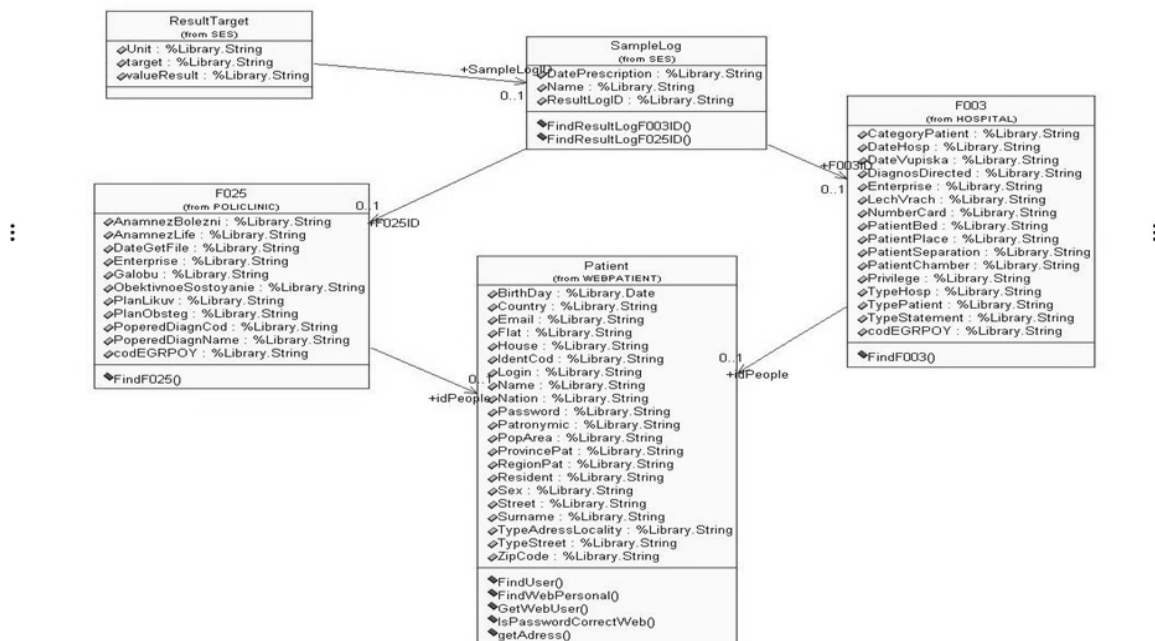 ResultTarget
(from SES)
Unit : %Library.String
target : %Library.String
valueResult : %Library.String
+SampleLogID
0..1
SampleLog
(from SES)
DatePrescription : %Library.String
Name : %Library.String
ResultLogID : %Library.String
FindResultLogF003ID()
FindResultLogF025ID()
+F003ID
0..1
F003
(from HOSPITAL)
CategoryPatient : %Library.String
DateHosp : %Library.String
DateVupiska : %Library.String
DiagnosDirected : %Library.String
Enterprise : %Library.String
LechVrach : %Library.String
NumberCard : %Library.String
PatientBed : %Library.String
PatientPlace : %Library.String
PatientSeparation : %Library.String
PatientChamber : %Library.String
Privilege : %Library.String
TypeHosp : %Library.String
TypePatient : %Library.String
TypeStatement : %Library.String
codEGRPOY : %Library.String
FindF003()
0..1
+F025ID
F025
(from POLICLINIC)
AnamnezBolezni : %Library.String
AnamnezLife : %Library.String
DateGetFile : %Library.String
Enterprise : %Library.String
Galobu : %Library.String
ObektivnoeSostoyanie : %Library.String
PlanLikuv : %Library.String
PlanObsteg : %Library.String
PoperedDiagnCod : %Library.String
PoperedDiagnName : %Library.String
codEGRPOY : %Library.String
FindF025()
0..1
+idPeople
0..1
+idPeople
Patient
(from WEBPATIENT)
BirthDay : %Library.Date
Country : %Library.String
Email : %Library.String
Flat : %Library.String
House : %Library.String
IdentCod : %Library.String
Login : %Library.String
Name : %Library.String
Nation : %Library.String
Password : %Library.String
Patronymic : %Library.String
PopArea : %Library.String
ProvincePat : %Library.String
RegionPat : %Library.String
Resident : %Library.String
Sex : %Library.String
Street : %Library.String
Surname : %Library.String
TypeAdressLocality : %Library.String
TypeStreet : %Library.String
ZipCode : %Library.String
FindUser()
FindWebPersonal()
GetWebUser()
IsPasswordCorrectWeb()
getAdress()